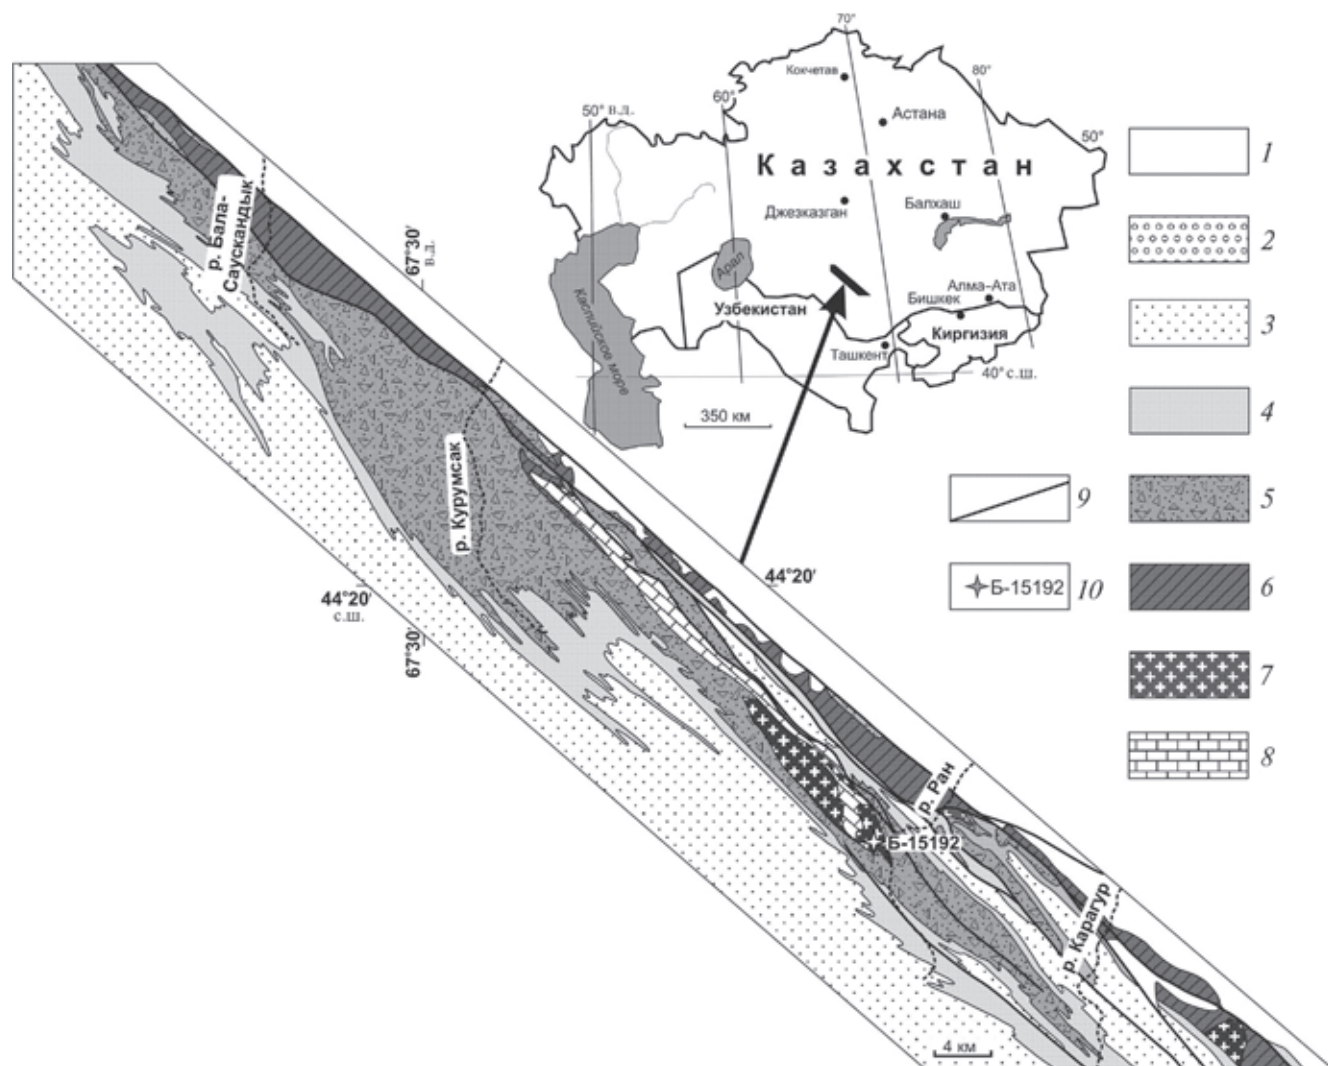 70°
Кокчетав
80°
60°
50° в.д.
Астана
50°
Казахстан
1
Джезказган
Балхаш
2
р. Бала-
Саускандык
67°30'
в.д.
Арал
Алма-Ата
Бишкек
Каспийское море
Узбекистан
3
Киргизия
Ташкент
40° с.ш.
350 км
4
р. Курумсак
9
5
44°20'
44°20'
с.ш.
67°30'
Б-15192
10
6
7
8
р. Ран
Б-15192
р. Карагур
4 км